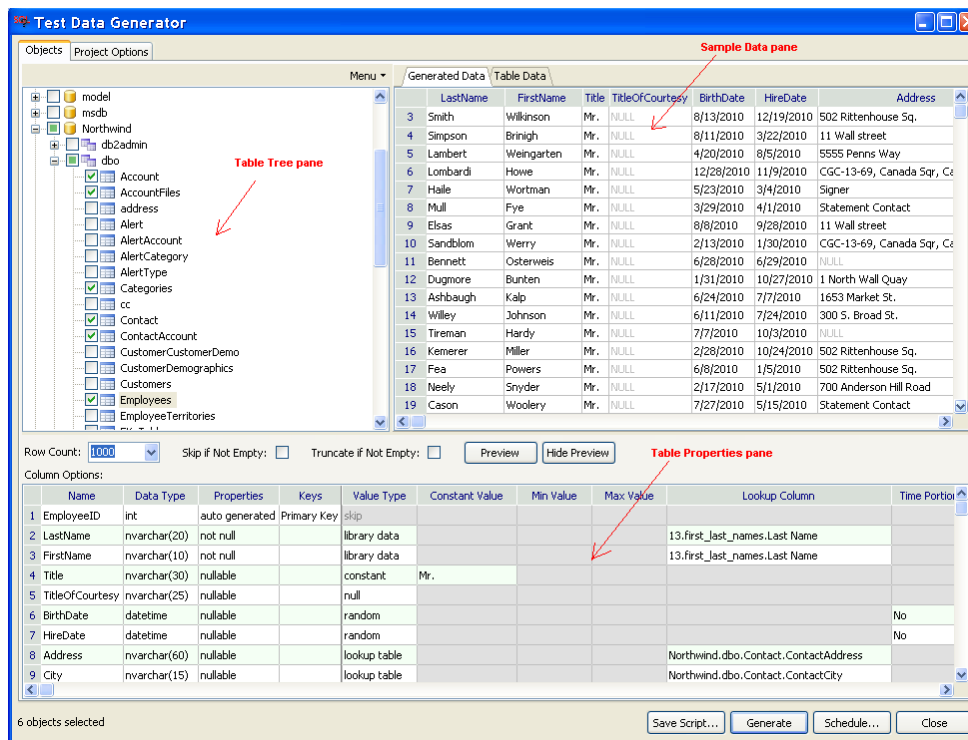 Test Data Generator
Objects Project Options
Sample Data pane
Menu Generated Data Table Data
model
msdb
Northwind
db2admin
dbo
Account
AccountFiles
address
Alert
AlertAccount
AlertCategory
AlertType
Categories
cc
Contact
ContactAccount
CustomerCustomerDemo
CustomerDemographics
Customers
Employees
EmployeeTerritories
Table Tree pane
LastName FirstName Title TitleOfCourtesy BirthDate HireDate Address
3 Smith Wilkinson Mr. NULL 8/13/2010 12/19/2010 502 Rittenhouse Sq.
4 Simpson Brinigh Mr. NULL 8/11/2010 3/22/2010 11 Wall street
5 Lambert Weingarten Mr. NULL 4/20/2010 8/5/2010 5555 Penns Way
6 Lombardi Howe Mr. NULL 12/28/2010 11/9/2010 CGC-13-69, Canada Sqr, Ca
7 Haile Wortman Mr. NULL 5/23/2010 3/4/2010 Signer
8 Mull Fye Mr. NULL 3/29/2010 4/1/2010 Statement Contact
9 Elsas Grant Mr. NULL 8/8/2010 9/28/2010 11 Wall street
10 Sandblom Werry Mr. NULL 2/13/2010 1/30/2010 CGC-13-69, Canada Sqr, Ca
11 Bennett Osterweis Mr. NULL 6/28/2010 6/29/2010 NULL
12 Dugmore Bunten Mr. NULL 1/31/2010 10/27/2010 1 North Wall Quay
13 Ashbaugh Kalp Mr. NULL 6/24/2010 7/7/2010 1653 Market St.
14 Willey Johnson Mr. NULL 6/11/2010 7/24/2010 300 S. Broad St.
15 Tireman Hardy Mr. NULL 7/7/2010 10/3/2010 NULL
16 Kemerer Miller Mr. NULL 2/28/2010 10/24/2010 502 Rittenhouse Sq.
17 Fea Powers Mr. NULL 6/8/2010 1/5/2010 502 Rittenhouse Sq.
18 Neely Snyder Mr. NULL 2/17/2010 5/1/2010 700 Anderson Hill Road
19 Cason Woolery Mr. NULL 7/27/2010 5/15/2010 Statement Contact
Row Count: 1000 Skip if Not Empty: Truncate if Not Empty: Preview Hide Preview Table Properties pane
Column Options:
Name Data Type Properties Keys Value Type Constant Value Min Value Max Value Lookup Column Time Portion
1 EmployeeID int auto generated Primary Key skip
2 LastName nvarchar(20) not null library data 13.first_last_names.Last Name
3 FirstName nvarchar(10) not null library data 13.first_last_names.Last Name
4 Title nvarchar(30) nullable constant Mr.
5 TitleOfCourtesy nvarchar(25) nullable null
6 BirthDate datetime nullable random No
7 HireDate datetime nullable random No
8 Address nvarchar(60) nullable lookup table Northwind.dbo.Contact.ContactAddress
9 City nvarchar(15) nullable lookup table Northwind.dbo.Contact.ContactCity
6 objects selected Save Script... Generate Schedule... Close